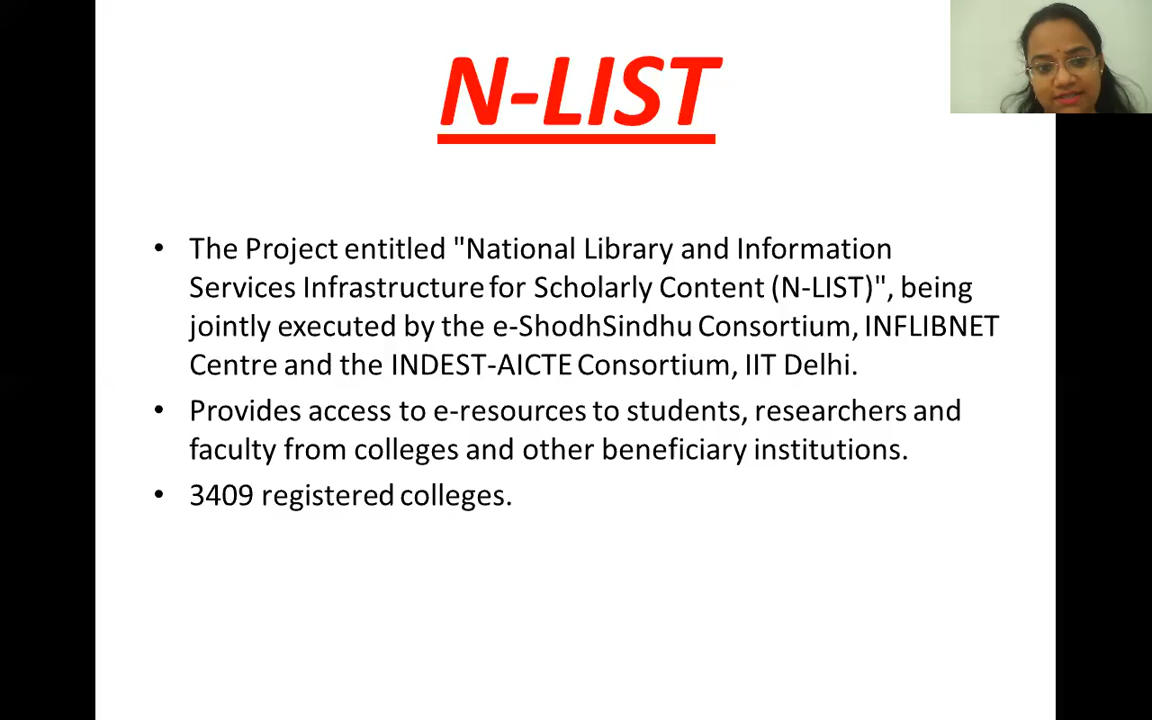 N-LIST
• The Project entitled "National Library and Information
Services Infrastructure for Scholarly Content (N-LIST)", being
jointly executed by the e-ShodhSindhu Consortium, INFLIBNET
Centre and the INDEST-AICTE Consortium, IIT Delhi.
• Provides access to e-resources to students, researchers and
faculty from colleges and other beneficiary institutions.
• 3409 registered colleges.